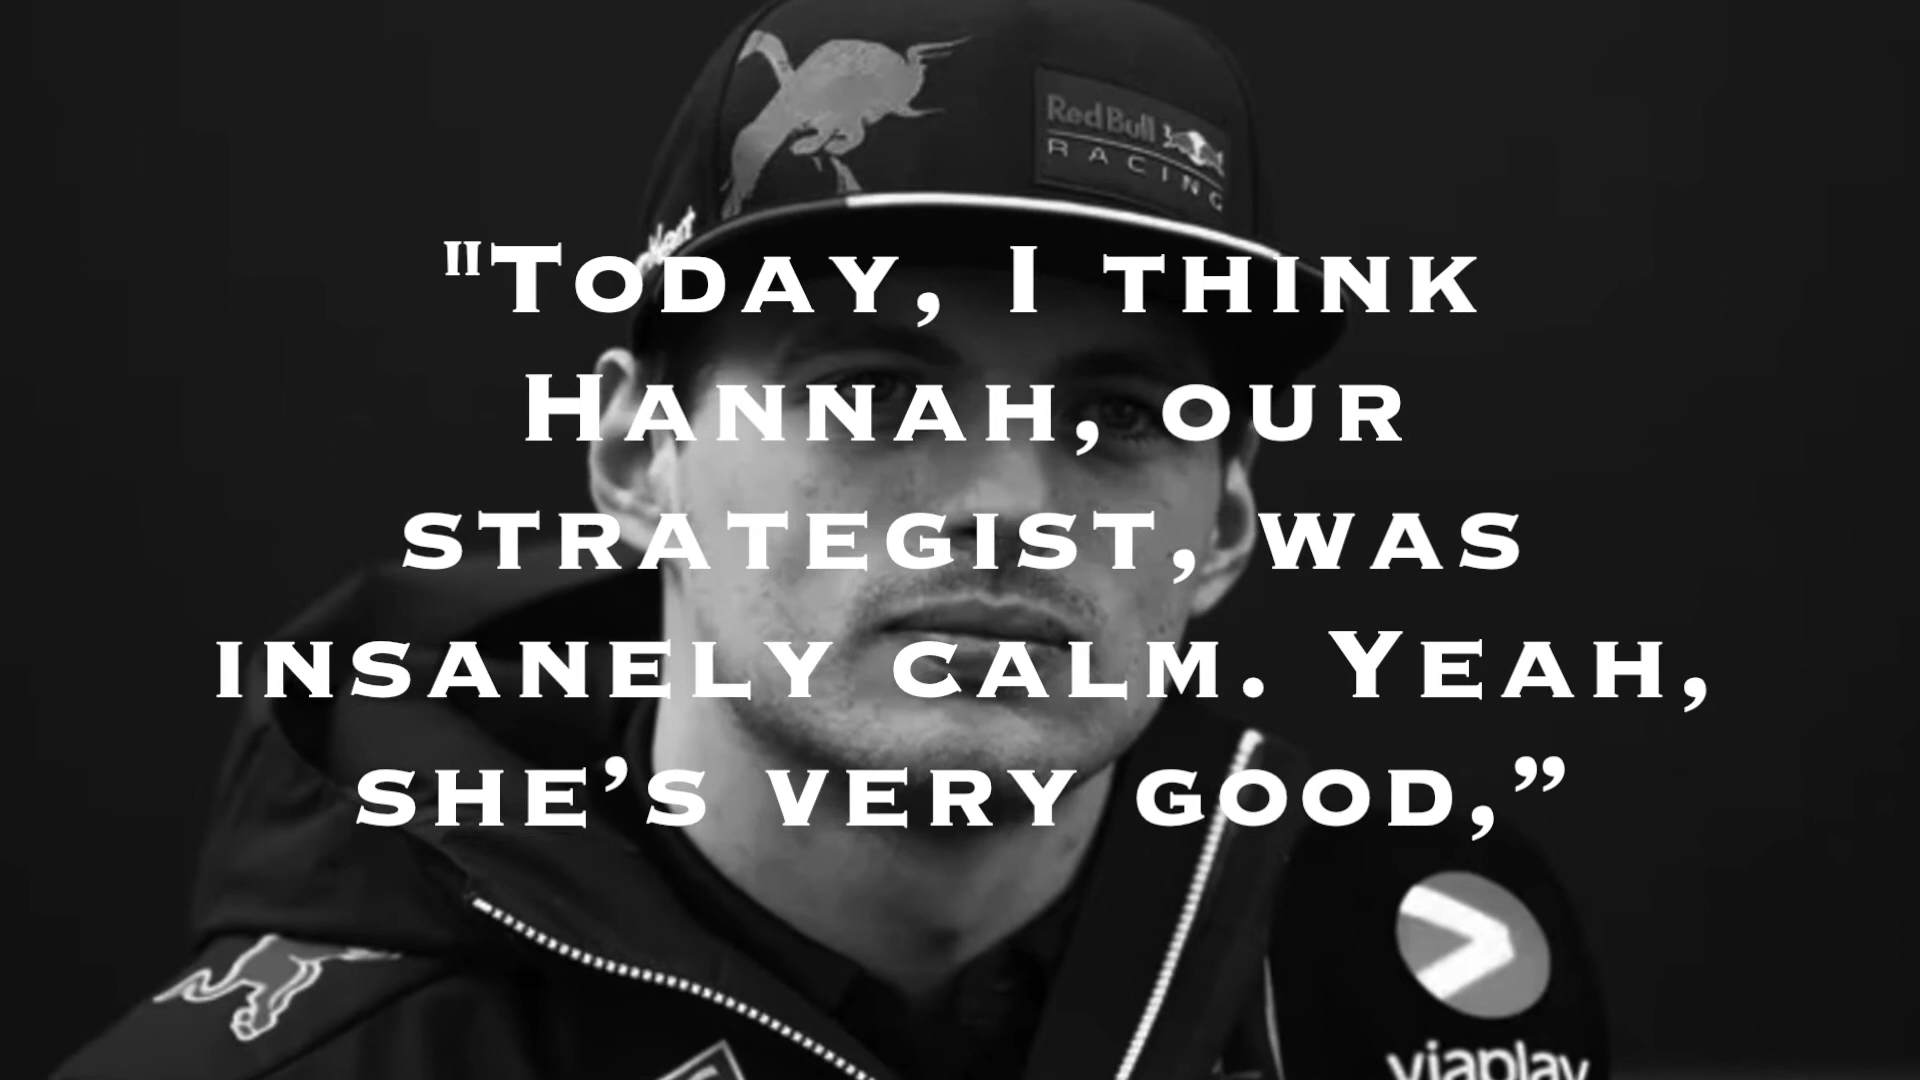 Red Bull
RACING
"TODAY, I THINK
HANNAH, OUR
STRATEGIST, WAS
INSANELY CALM. YEAH,
SHE’S VERY GOOD,”
viaplay